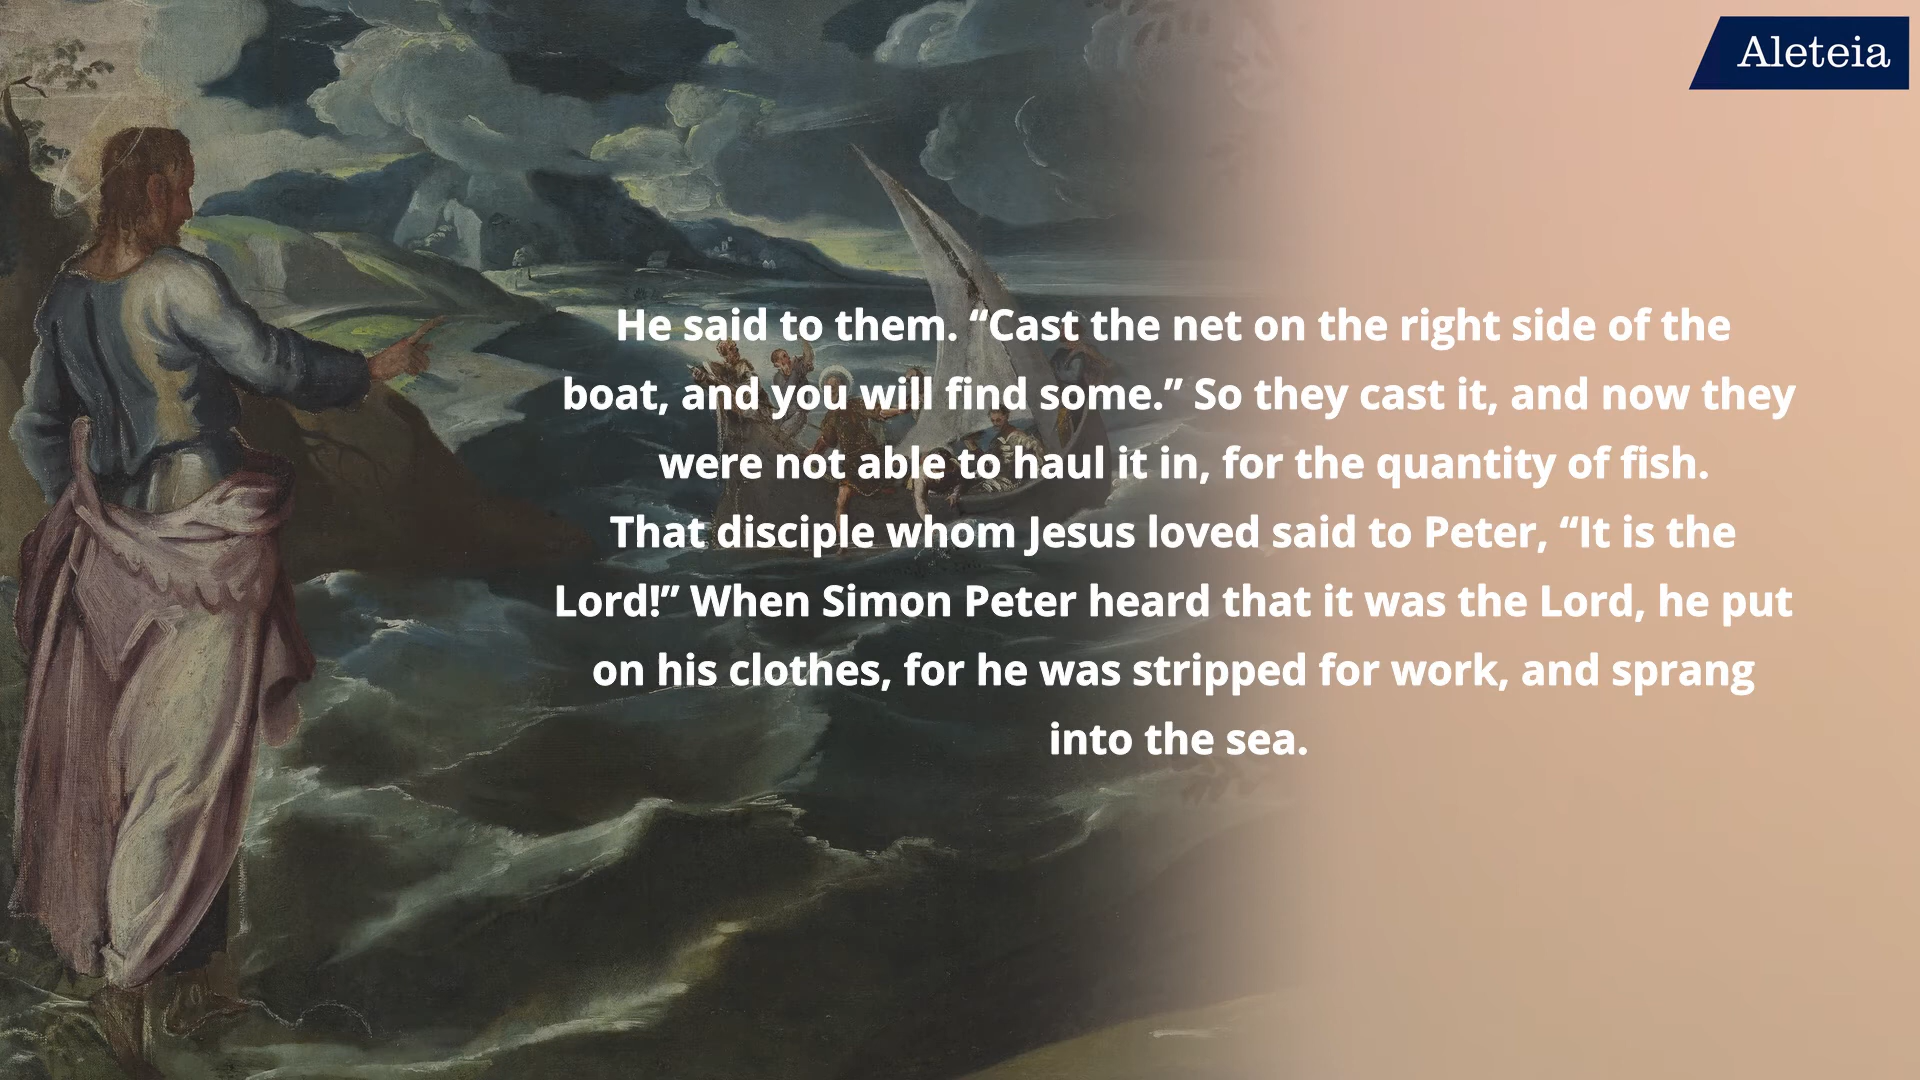 Aleteia
He said to them. “Cast the net on the right side of the
boat, and you will find some.” So they cast it, and now they
were not able to haul it in, for the quantity of fish.
That disciple whom Jesus loved said to Peter, “It is the
Lord!” When Simon Peter heard that it was the Lord, he put
on his clothes, for he was stripped for work, and sprang
into the sea.